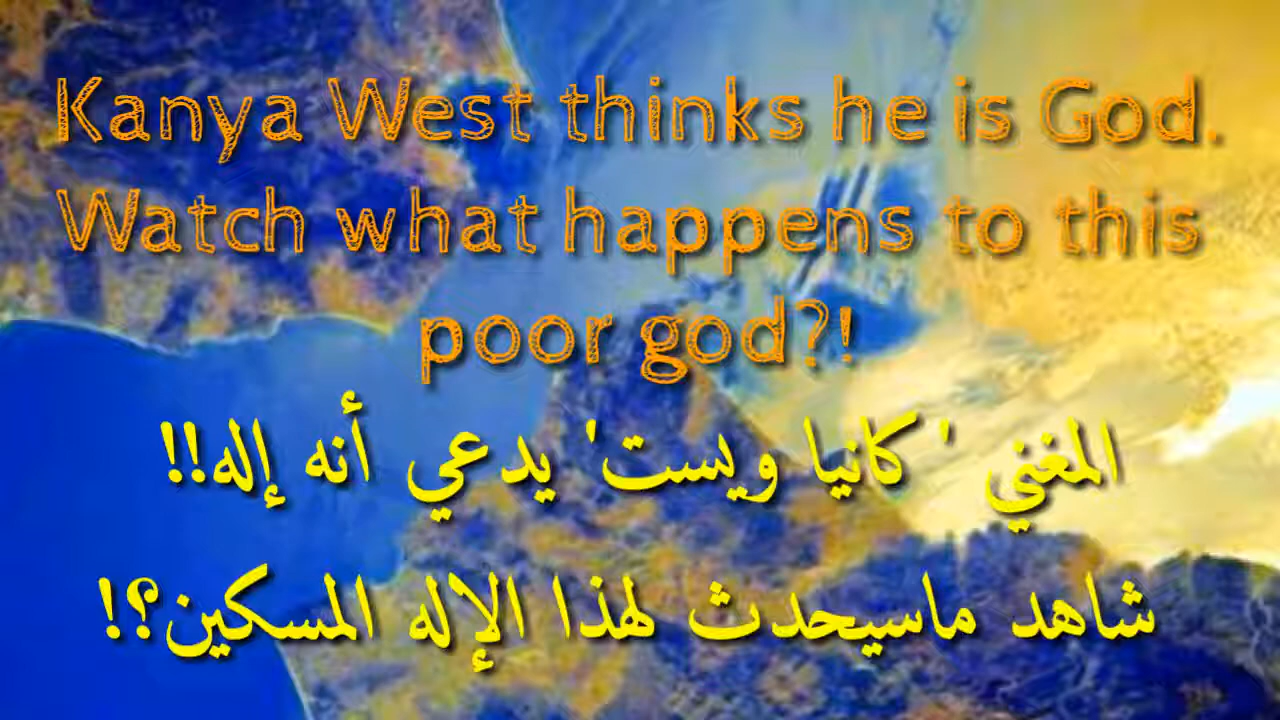 Kanya West thinks he is God.
Watch what happens to this
poor god?!
المغني ' كانيا ويست' يدعي أنه إله!!
شاهد ماسيحدث لهذا الإله المسكين؟!